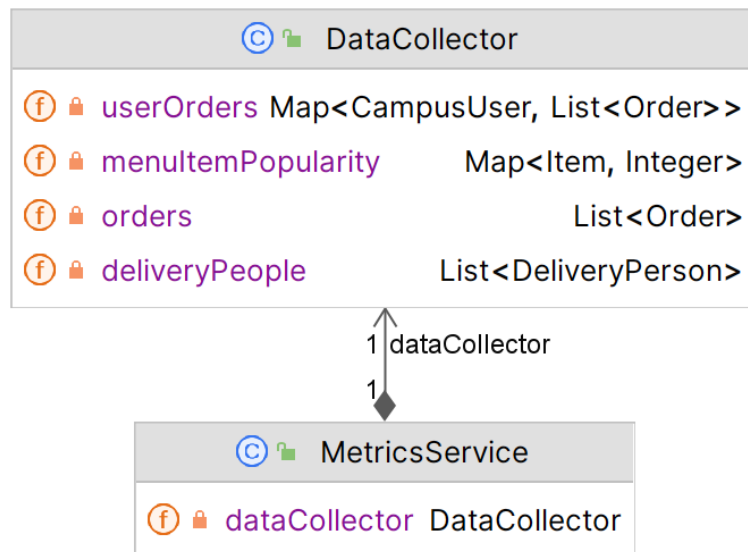 DataCollector
userOrders Map<CampusUser, List<Order>>
menuItemPopularity Map<Item, Integer>
orders List<Order>
deliveryPeople List<DeliveryPerson>
1 dataCollector
1
MetricsService
dataCollector DataCollector